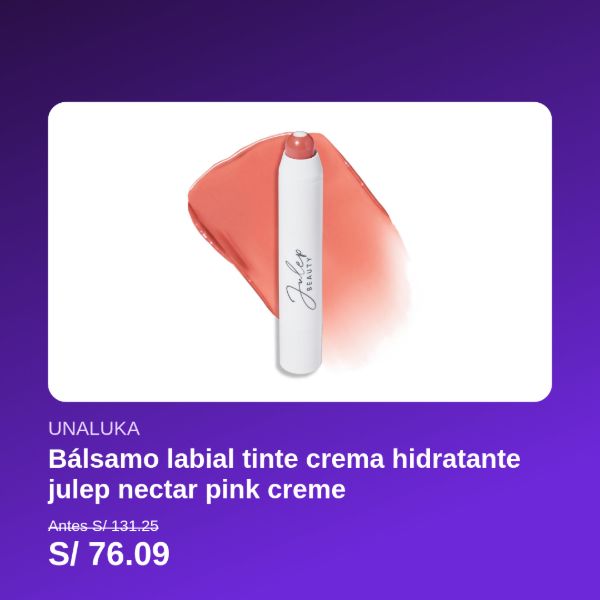 Julep
BEAUTY
UNALUKA
Bálsamo labial tinte crema hidratante
julep nectar pink creme
Antes S/ 131.25
S/ 76.09